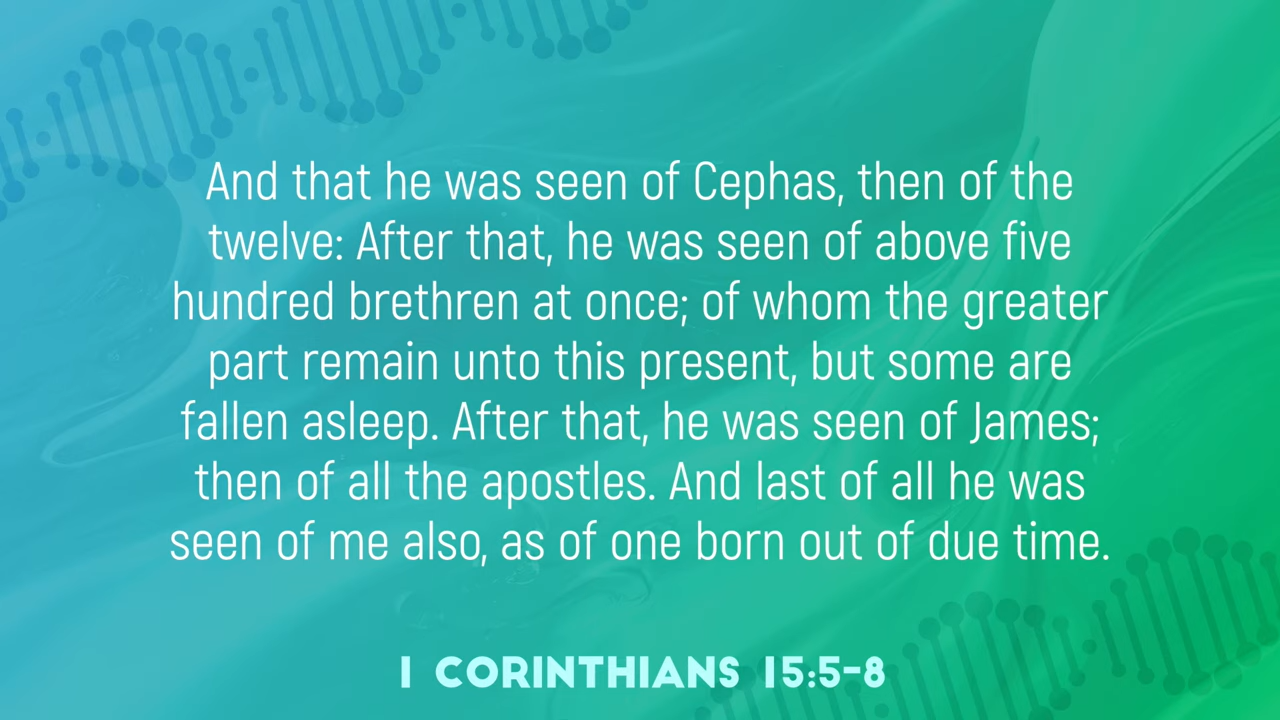 And that he was seen of Cephas, then of the
twelve: After that, he was seen of above five
hundred brethren at once; of whom the greater
part remain unto this present, but some are
fallen asleep. After that, he was seen of James;
then of all the apostles. And last of all he was
seen of me also, as of one born out of due time.
1 CORINTHIANS 15:5-8